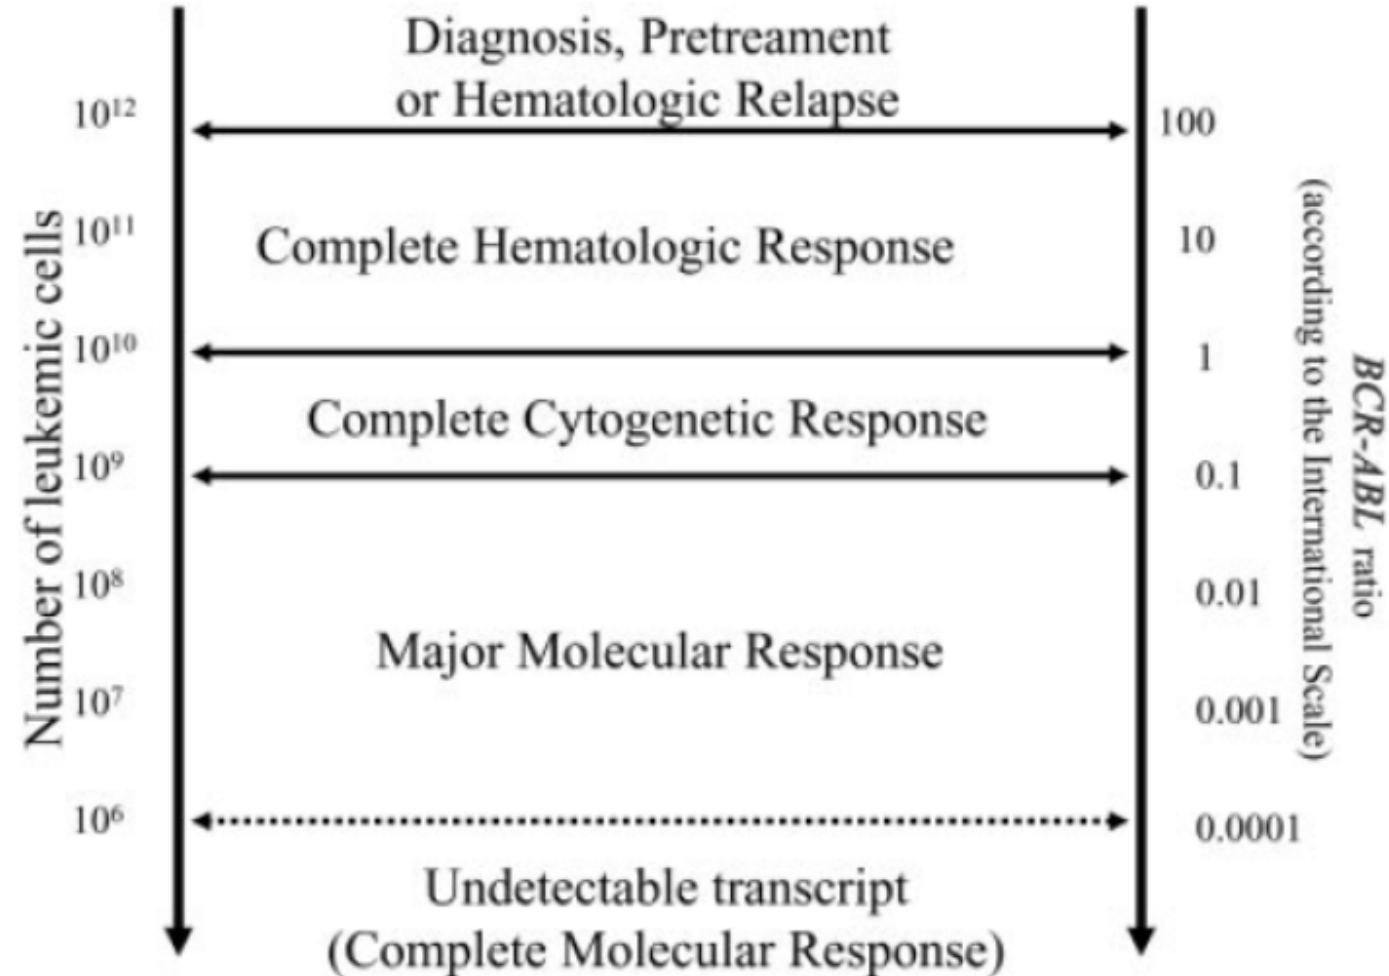 Diagnosis, Pretreament
or Hematologic Relapse
10¹²
100
10¹¹
Complete Hematologic Response
10
10¹⁰
1
Complete Cytogenetic Response
10⁹
0.1
10⁸
0.01
Major Molecular Response
10⁷
0.001
10⁶
0.0001
Undetectable transcript
(Complete Molecular Response)
Number of leukemic cells
(according to the International Scale)
BCR-ABL ratio